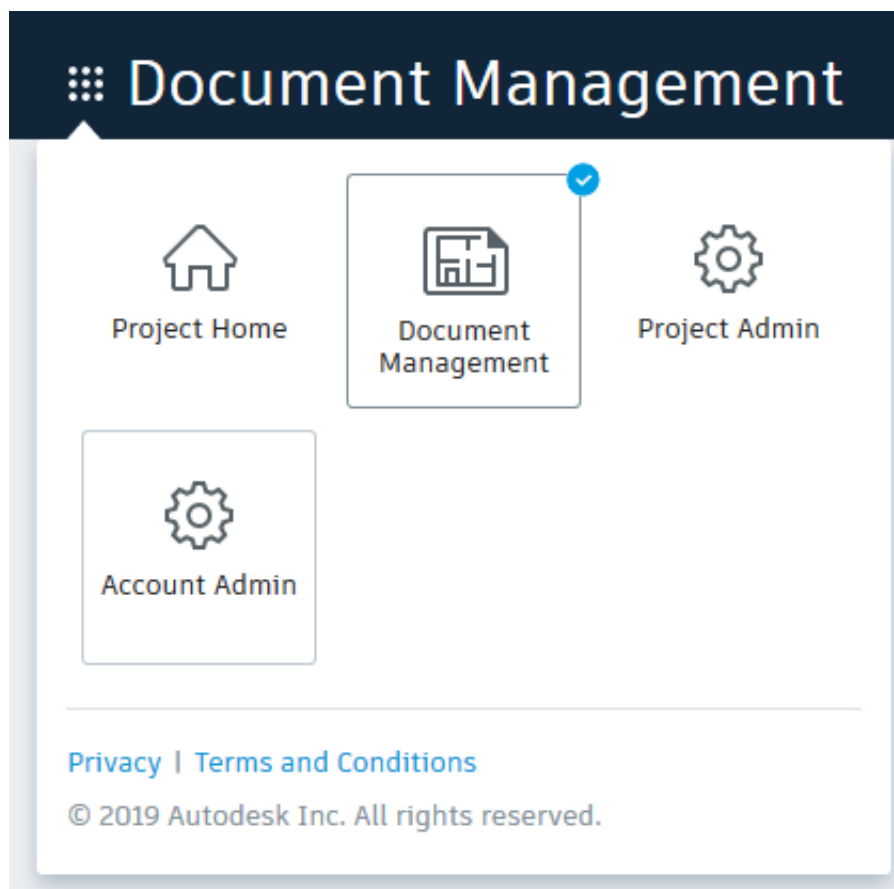 Document Management
Project Home
Document
Management
Project Admin
Account Admin
Privacy | Terms and Conditions
© 2019 Autodesk Inc. All rights reserved.